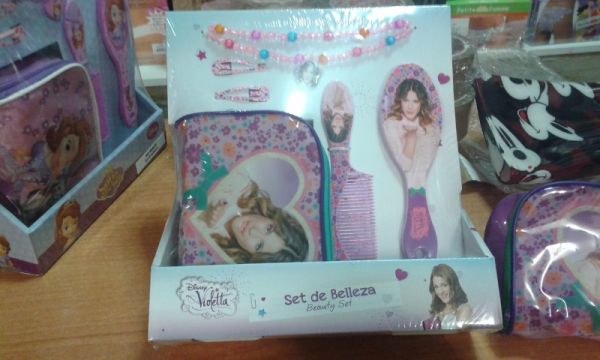 Disney
Violetta
Set de Belleza
Beauty Set